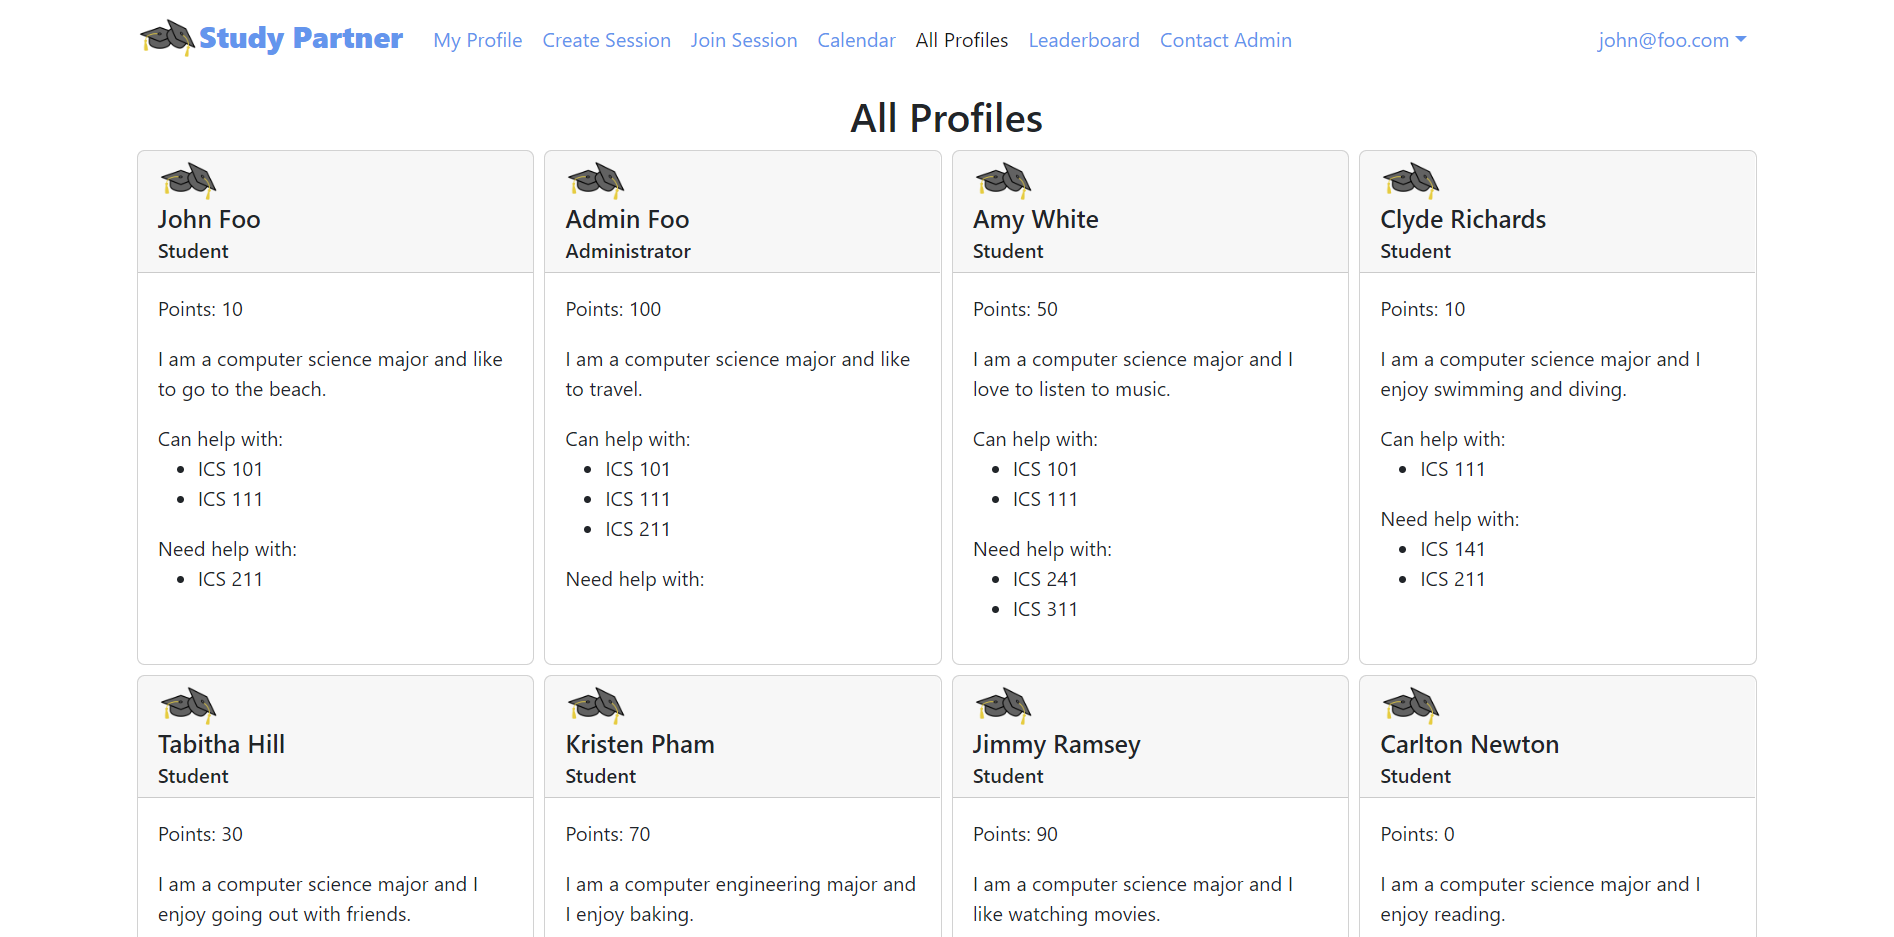 Study Partner My Profile Create Session Join Session Calendar All Profiles Leaderboard Contact Admin john@foo.com
All Profiles
John Foo
Student
Points: 10
I am a computer science major and like
to go to the beach.
Can help with:
• ICS 101
• ICS 111
Need help with:
• ICS 211
Admin Foo
Administrator
Points: 100
I am a computer science major and like
to travel.
Can help with:
• ICS 101
• ICS 111
• ICS 211
Need help with:
Amy White
Student
Points: 50
I am a computer science major and I
love to listen to music.
Can help with:
• ICS 101
• ICS 111
Need help with:
• ICS 241
• ICS 311
Clyde Richards
Student
Points: 10
I am a computer science major and I
enjoy swimming and diving.
Can help with:
• ICS 111
Need help with:
• ICS 141
• ICS 211
Tabitha Hill
Student
Points: 30
I am a computer science major and I
enjoy going out with friends.
Kristen Pham
Student
Points: 70
I am a computer engineering major and
I enjoy baking.
Jimmy Ramsey
Student
Points: 90
I am a computer science major and I
like watching movies.
Carlton Newton
Student
Points: 0
I am a computer science major and I
enjoy reading.